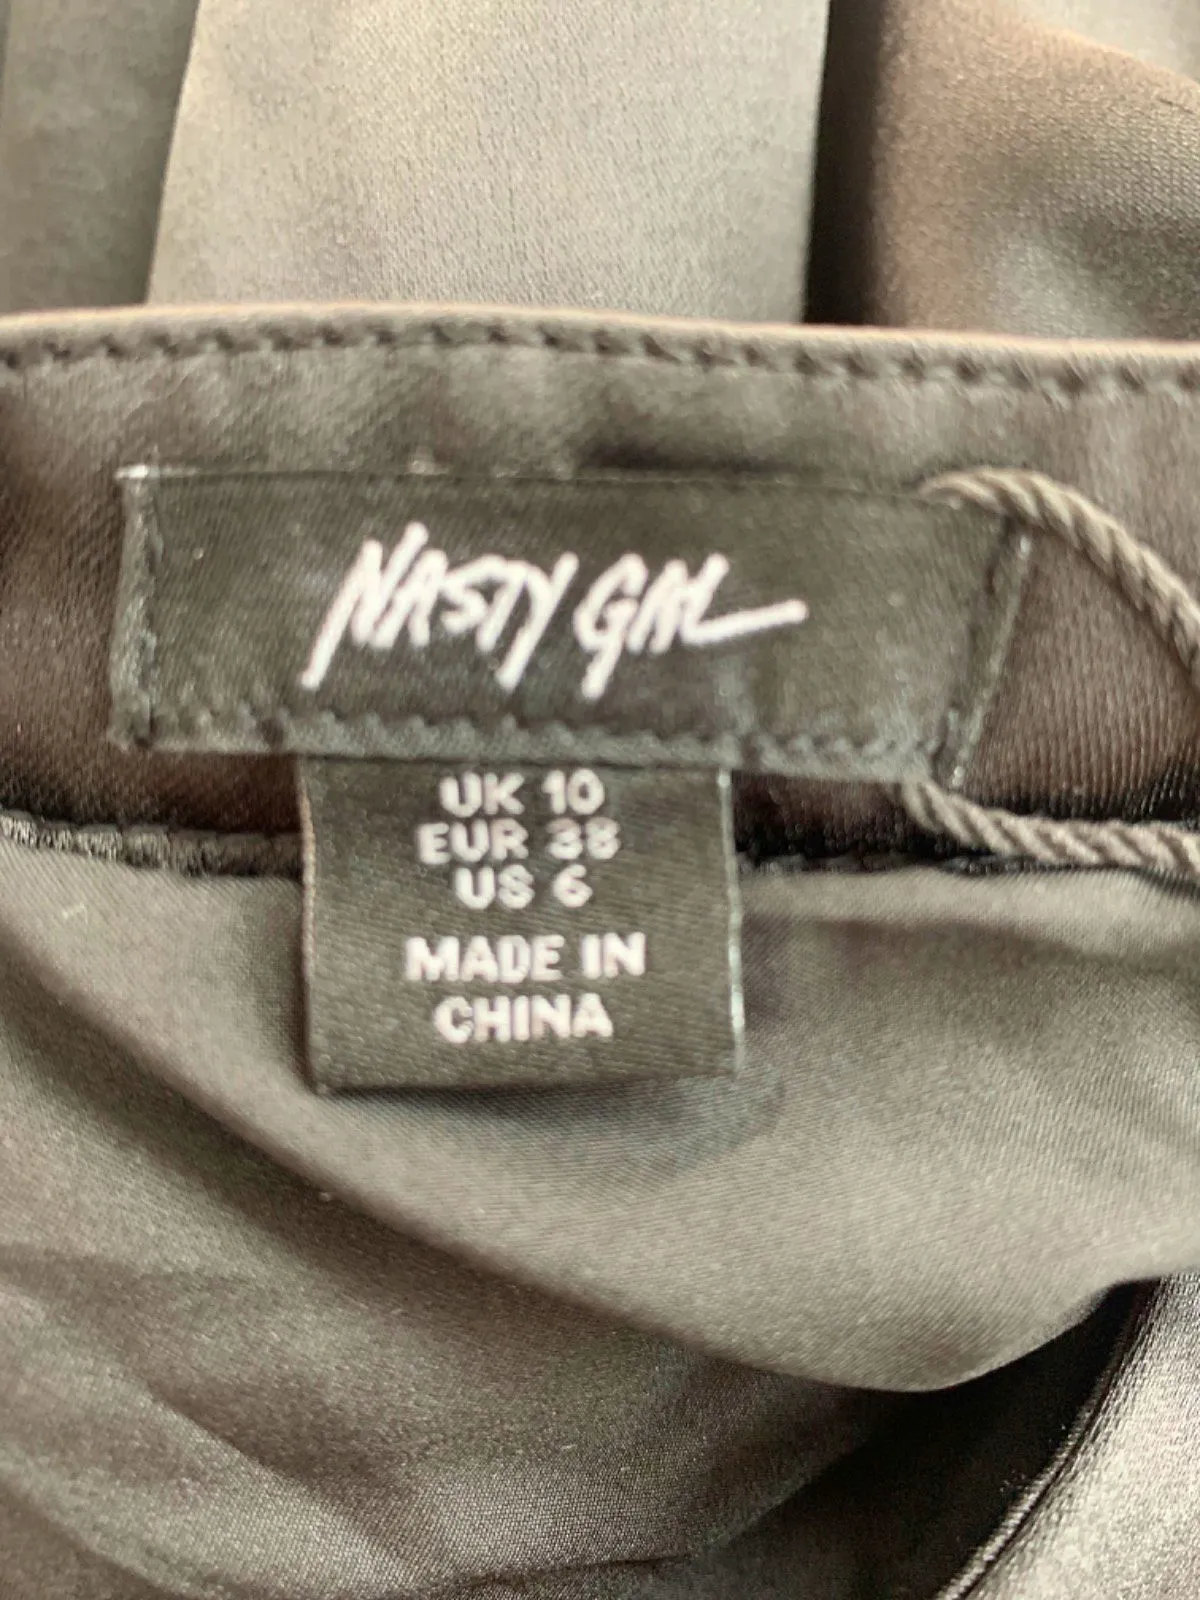 NASTY GAL
UK 10
EUR 38
US 6
MADE IN
CHINA